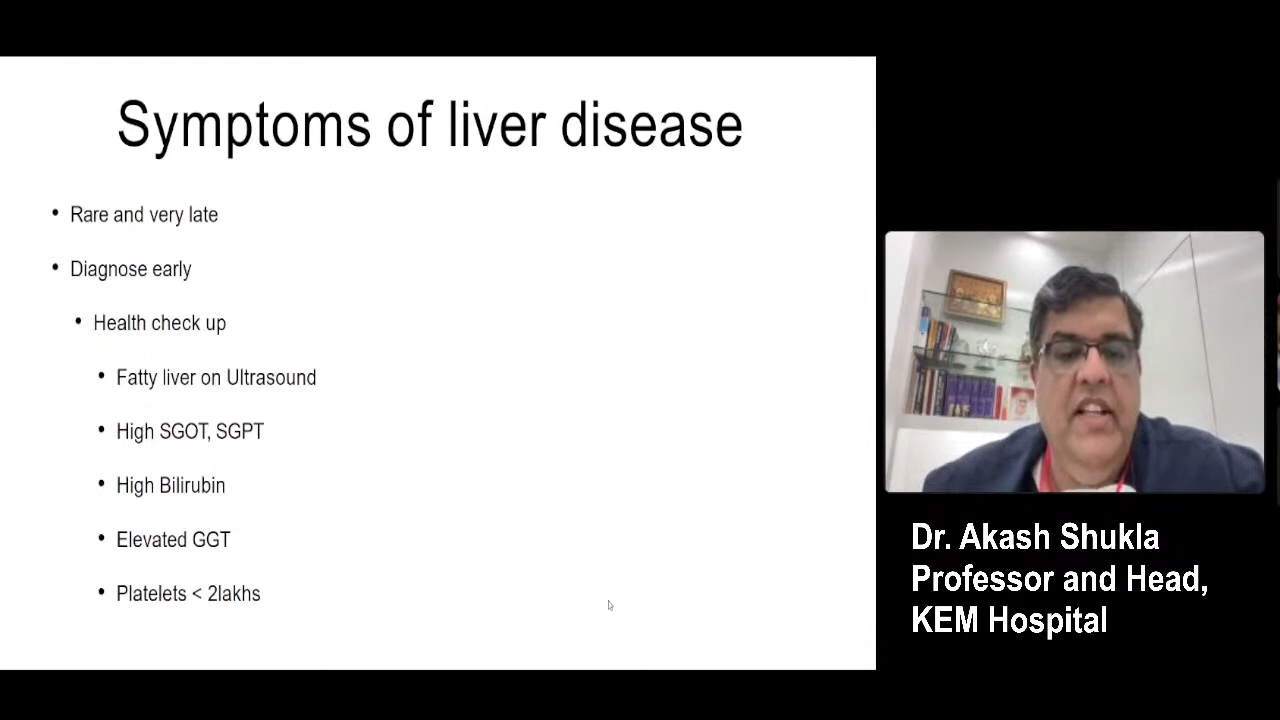 Symptoms of liver disease
• Rare and very late
• Diagnose early
• Health check up
• Fatty liver on Ultrasound
• High SGOT, SGPT
• High Bilirubin
• Elevated GGT
• Platelets < 2lakhs
Dr. Akash Shukla
Professor and Head,
KEM Hospital